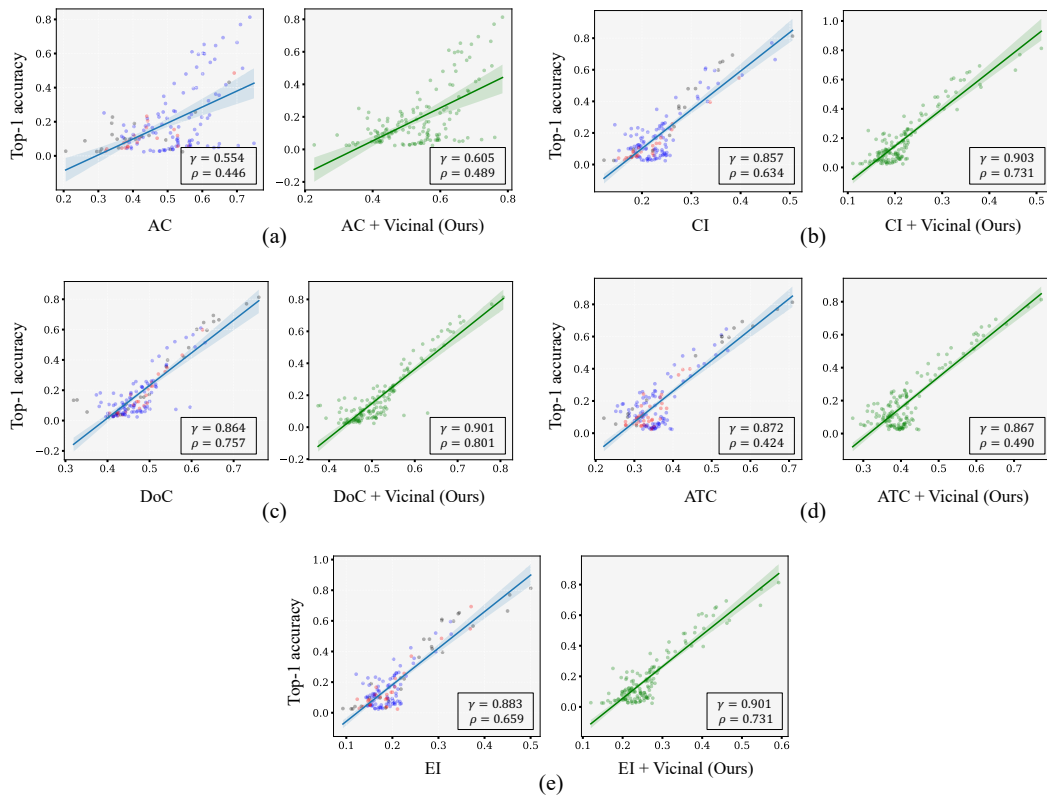 Top-1 accuracy
0.8
0.6
0.4
0.2
0.0
γ = 0.554
ρ = 0.446
0.2 0.3 0.4 0.5 0.6 0.7
AC
0.8
0.6
0.4
0.2
0.0
−0.2
γ = 0.605
ρ = 0.489
0.2 0.4 0.6 0.8
AC + Vicinal (Ours)
(a)
Top-1 accuracy
0.8
0.6
0.4
0.2
0.0
γ = 0.857
ρ = 0.634
0.2 0.3 0.4 0.5
CI
1.0
0.8
0.6
0.4
0.2
0.0
γ = 0.903
ρ = 0.731
0.1 0.2 0.3 0.4 0.5
CI + Vicinal (Ours)
(b)
Top-1 accuracy
0.8
0.6
0.4
0.2
0.0
−0.2
γ = 0.864
ρ = 0.757
0.3 0.4 0.5 0.6 0.7
DoC
0.8
0.6
0.4
0.2
0.0
−0.2
γ = 0.901
ρ = 0.801
0.4 0.5 0.6 0.7 0.8
DoC + Vicinal (Ours)
(c)
Top-1 accuracy
0.8
0.6
0.4
0.2
0.0
γ = 0.872
ρ = 0.424
0.2 0.3 0.4 0.5 0.6 0.7
ATC
0.8
0.6
0.4
0.2
0.0
γ = 0.867
ρ = 0.490
0.3 0.4 0.5 0.6 0.7
ATC + Vicinal (Ours)
(d)
Top-1 accuracy
1.0
0.8
0.6
0.4
0.2
0.0
γ = 0.883
ρ = 0.659
0.1 0.2 0.3 0.4 0.5
EI
0.8
0.6
0.4
0.2
0.0
γ = 0.901
ρ = 0.731
0.1 0.2 0.3 0.4 0.5 0.6
EI + Vicinal (Ours)
(e)